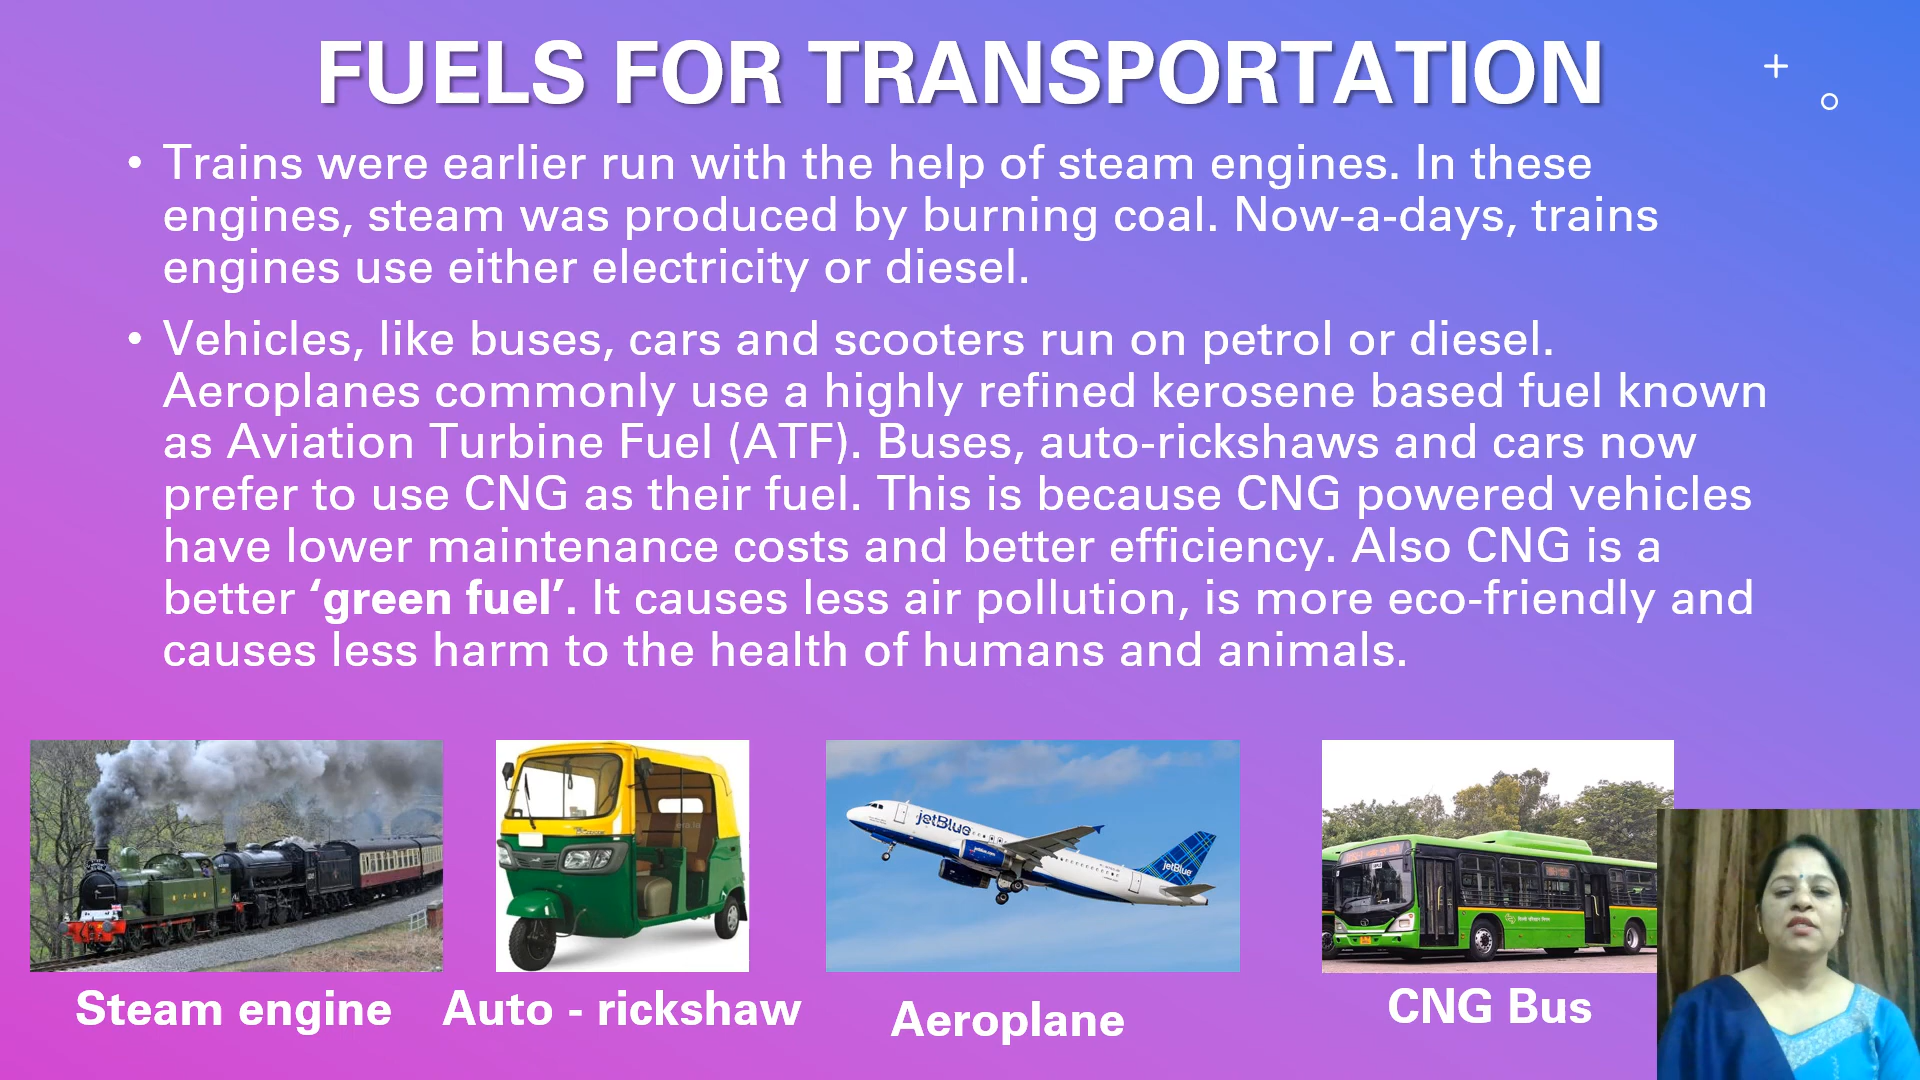 FUELS FOR TRANSPORTATION
• Trains were earlier run with the help of steam engines. In these
engines, steam was produced by burning coal. Now-a-days, trains
engines use either electricity or diesel.
• Vehicles, like buses, cars and scooters run on petrol or diesel.
Aeroplanes commonly use a highly refined kerosene based fuel known
as Aviation Turbine Fuel (ATF). Buses, auto-rickshaws and cars now
prefer to use CNG as their fuel. This is because CNG powered vehicles
have lower maintenance costs and better efficiency. Also CNG is a
better ‘green fuel’. It causes less air pollution, is more eco-friendly and
causes less harm to the health of humans and animals.
jetBlue
jetBlue
Steam engine
Auto - rickshaw
Aeroplane
CNG Bus